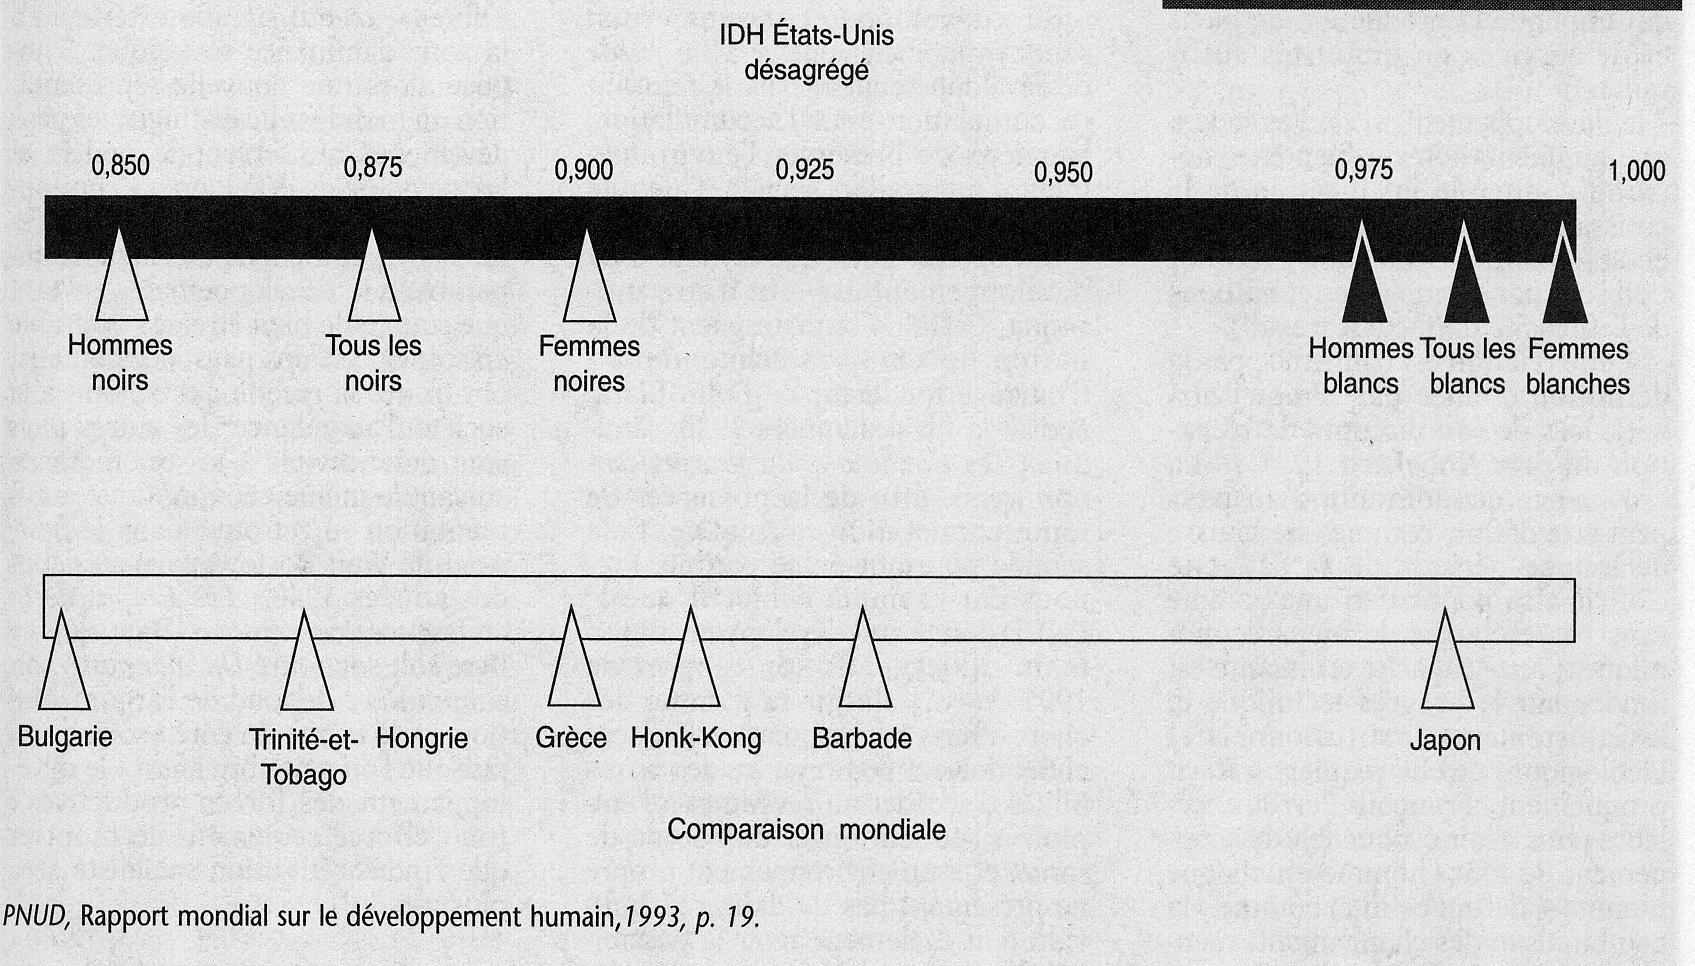 IDH États-Unis
désagrégé
0,850 0,875 0,900 0,925 0,950 0,975 1,000
Hommes noirs
Tous les noirs
Femmes noires
Hommes blancs
Tous les blancs
Femmes blanches
Bulgarie
Trinité-et-
Tobago
Hongrie
Grèce
Honk-Kong
Barbade
Japon
Comparaison mondiale
PNUD, Rapport mondial sur le développement humain, 1993, p. 19.